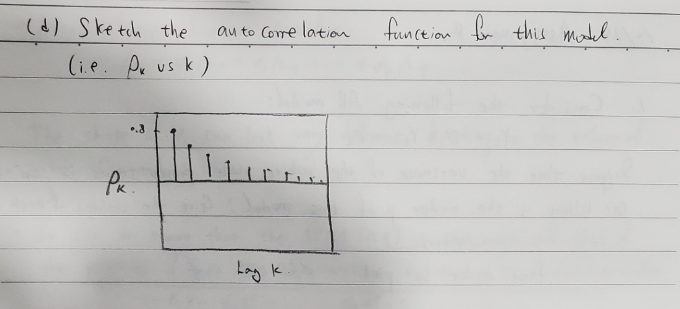 (d) Sketch the autocorrelation function for this model.
(i.e. ρk vs k)
0.8
ρk.
Lag k.